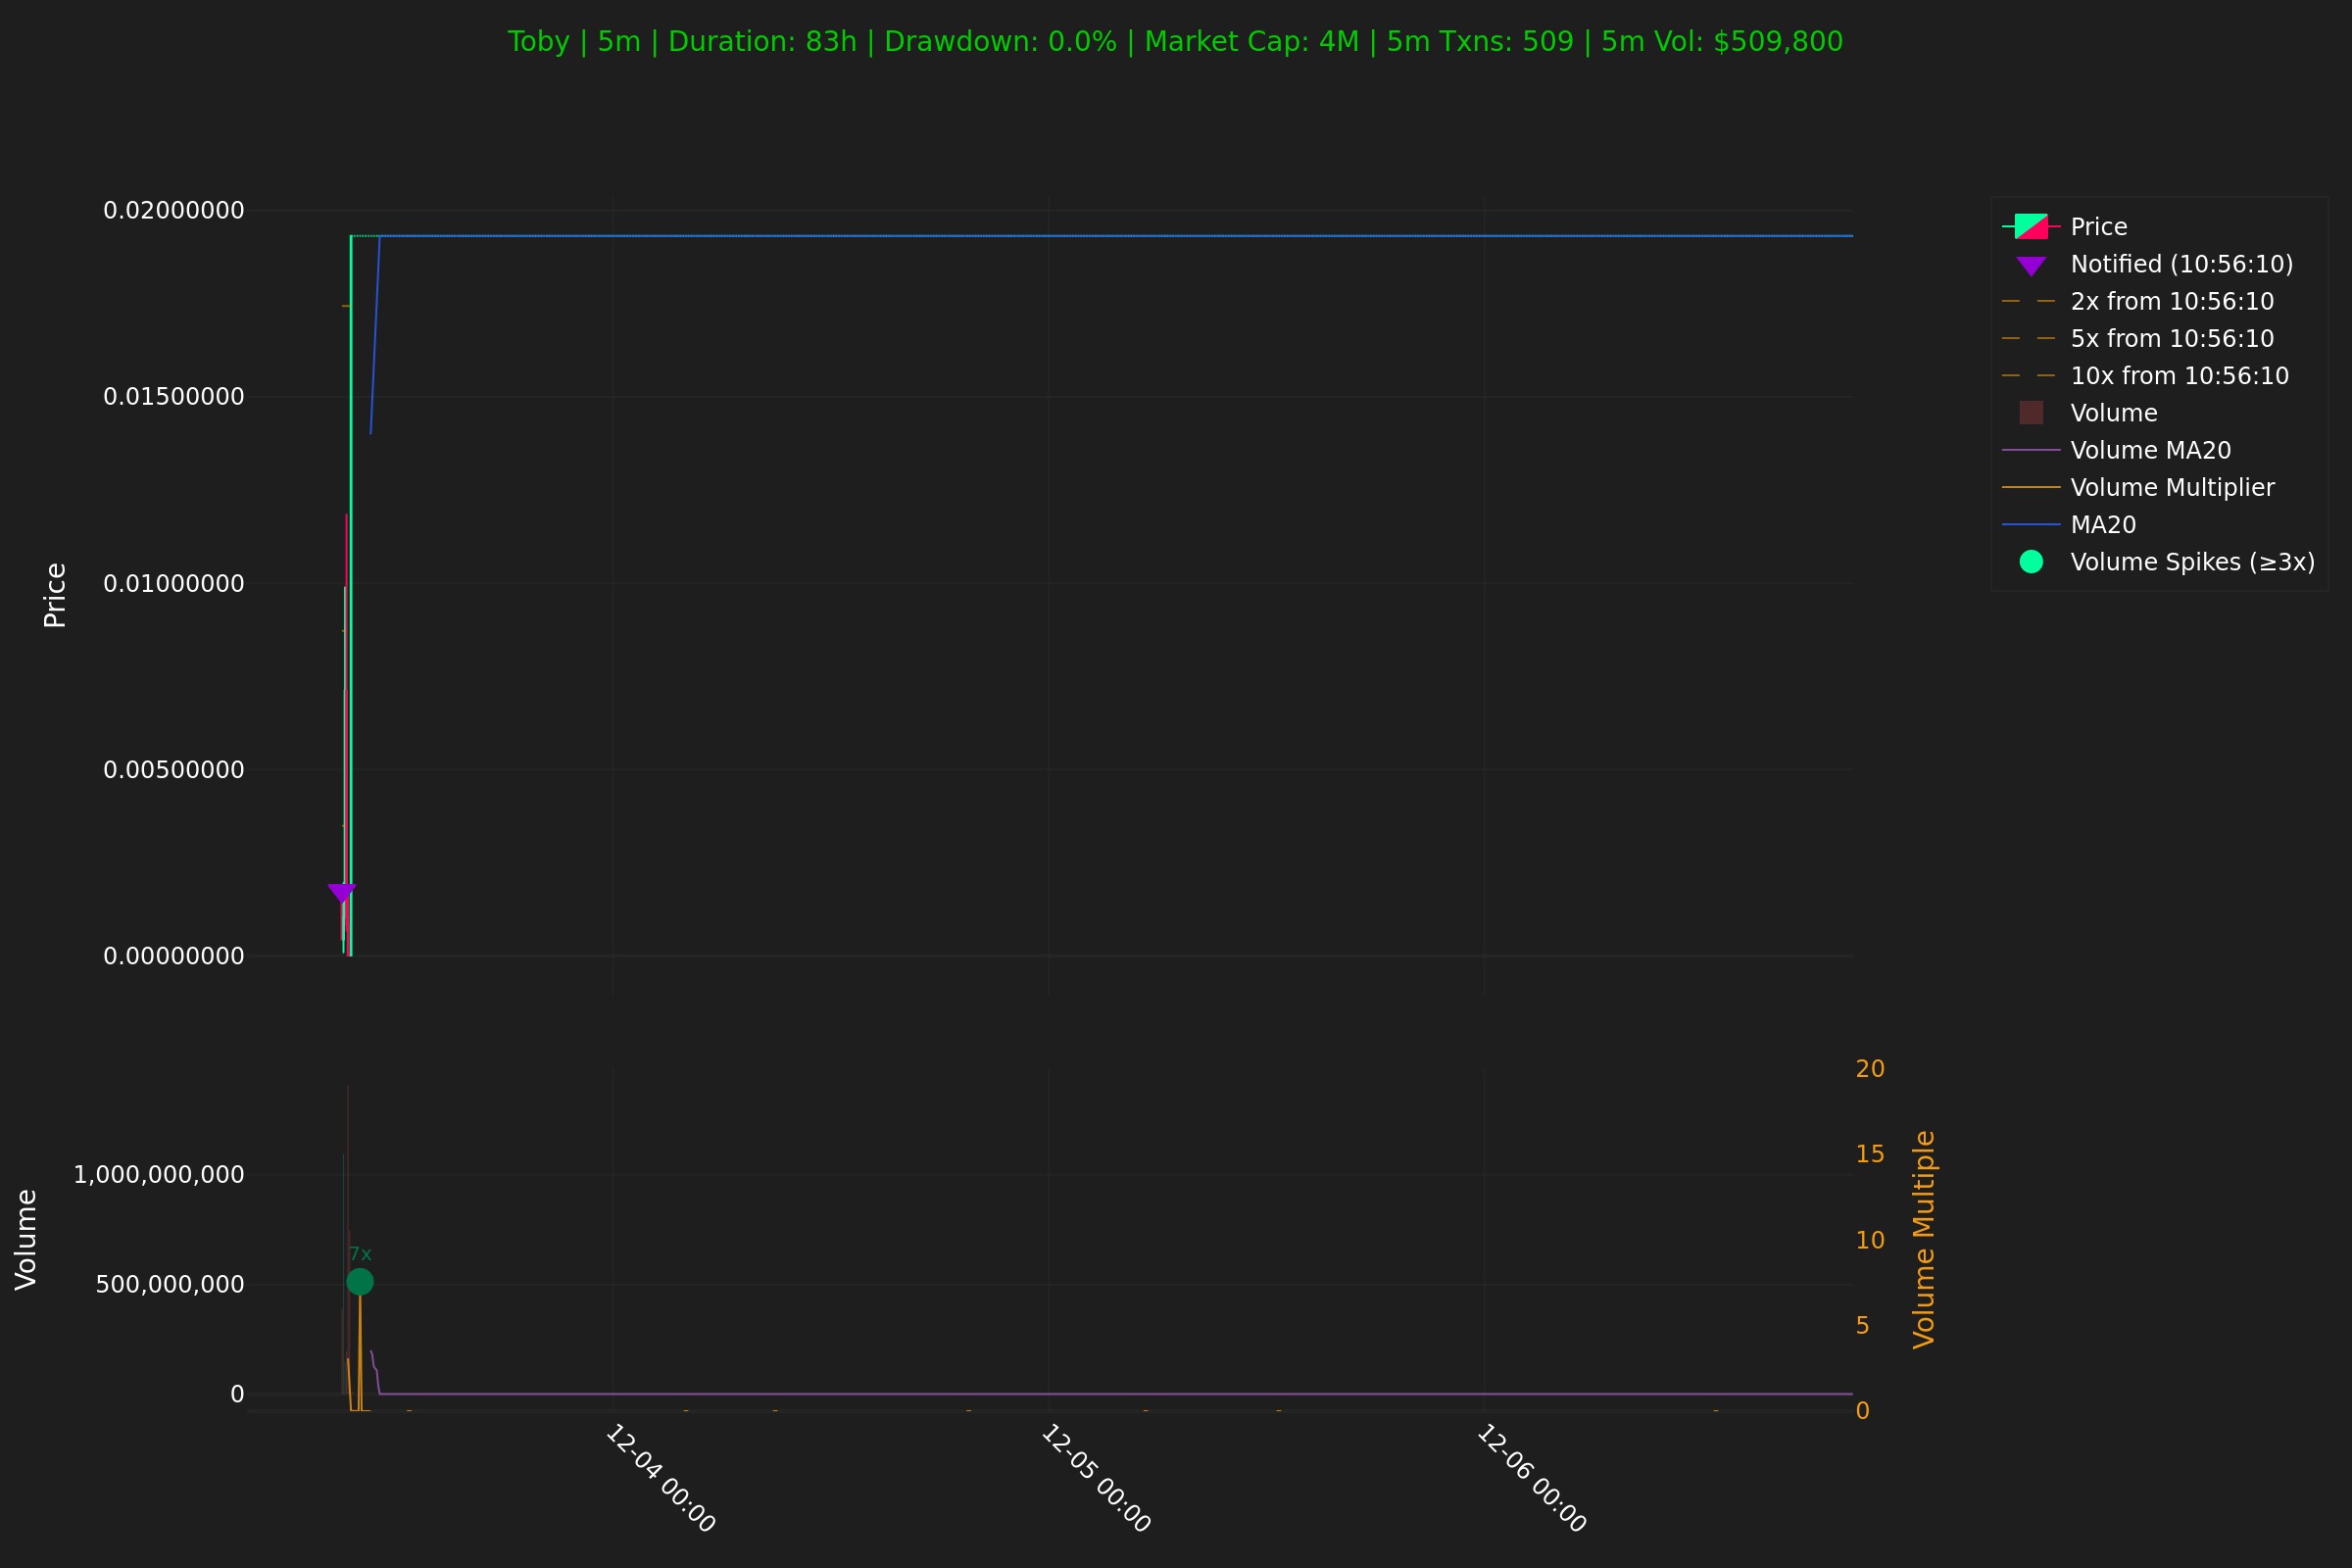 Toby | 5m | Duration: 83h | Drawdown: 0.0% | Market Cap: 4M | 5m Txns: 509 | 5m Vol: $509,800
0.02000000
0.01500000
0.01000000
0.00500000
0.00000000
Price
Price
Notified (10:56:10)
2x from 10:56:10
5x from 10:56:10
10x from 10:56:10
Volume
Volume MA20
Volume Multiplier
MA20
Volume Spikes (≥3x)
1,000,000,000
500,000,000
0
Volume
7x
20
15
10
5
0
Volume Multiple
12-04 00:00
12-05 00:00
12-06 00:00